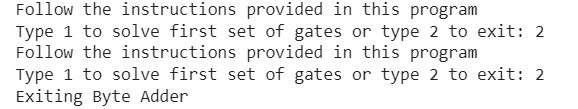 Follow the instructions provided in this program
Type 1 to solve first set of gates or type 2 to exit: 2
Follow the instructions provided in this program
Type 1 to solve first set of gates or type 2 to exit: 2
Exiting Byte Adder